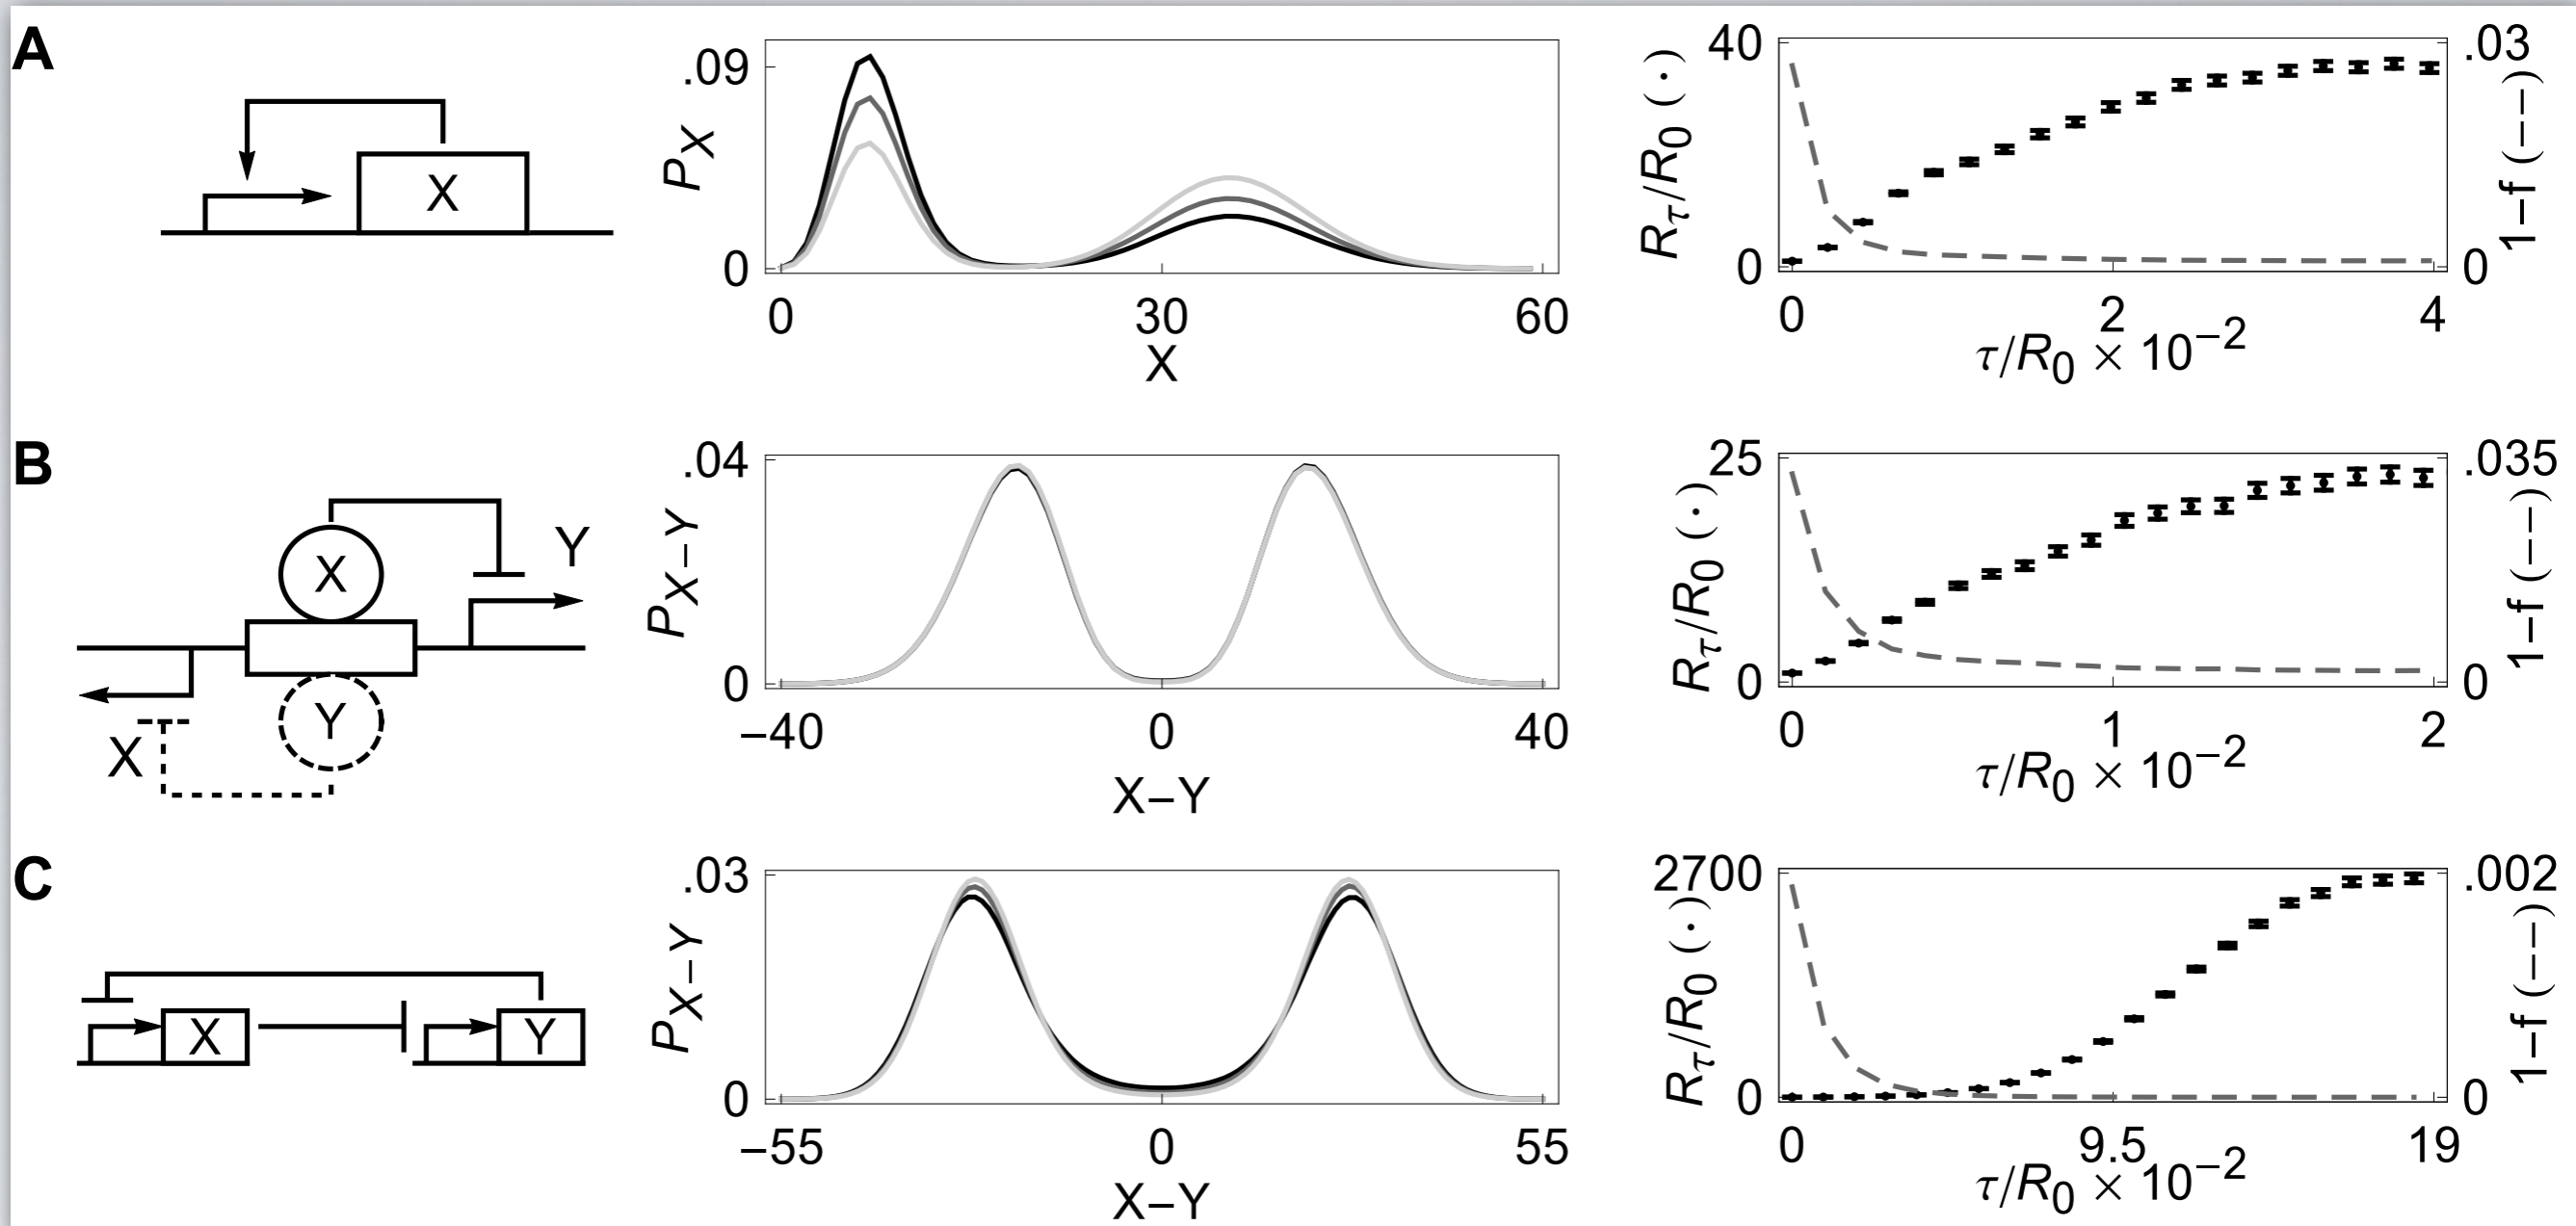 A
X
.09
0
P_X
0
30
60
X
40
0
R_τ/R_0 (·)
.03
0
1−f (−−)
0
2
4
τ/R_0 × 10^−2
B
X
Y
Y
X
.04
0
P_X−Y
−40
0
40
X−Y
25
0
R_τ/R_0 (·)
.035
0
1−f (−−)
0
1
2
τ/R_0 × 10^−2
C
X
Y
.03
0
P_X−Y
−55
0
55
X−Y
2700
0
R_τ/R_0 (·)
.002
0
1−f (−−)
0
9.5
19
τ/R_0 × 10^−2